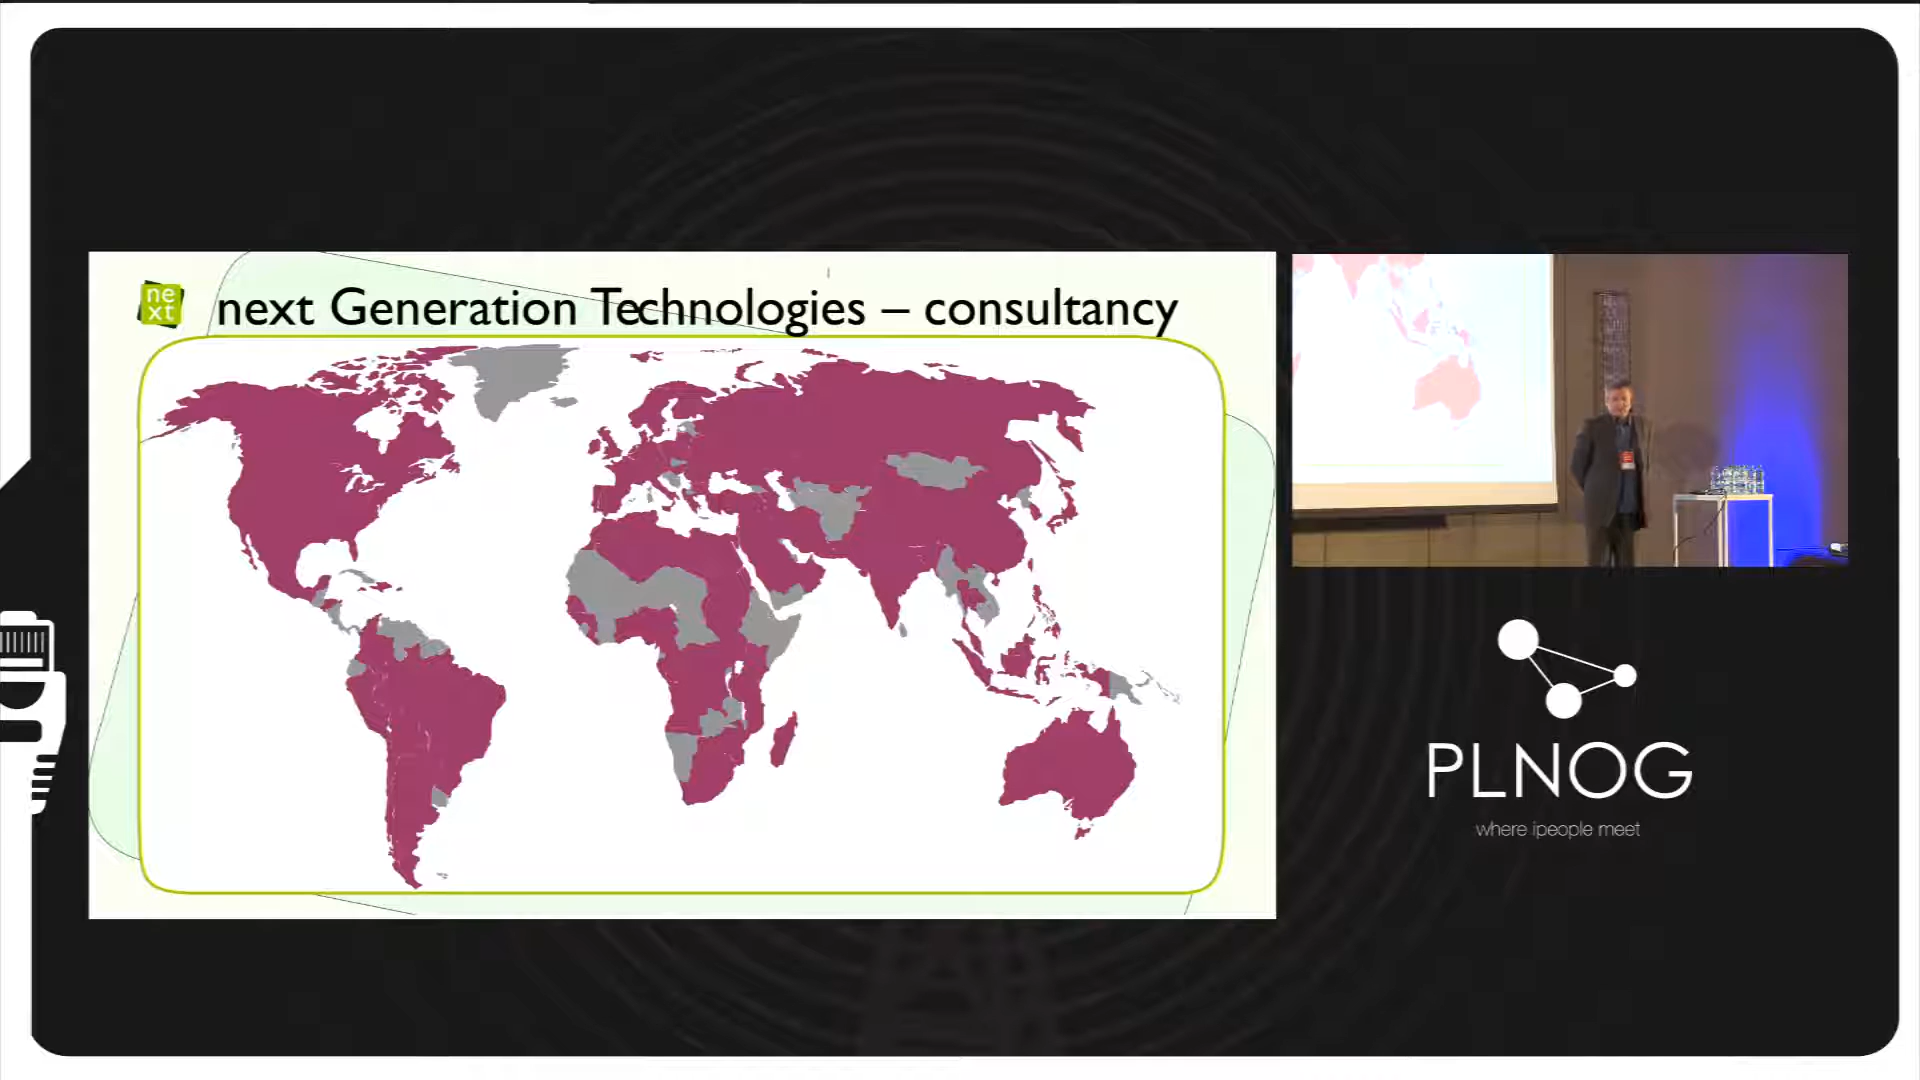 ne
xt
next Generation Technologies – consultancy
PLNOG
where ipeople meet